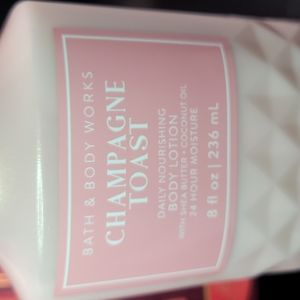 BATH & BODY WORKS
CHAMPAGNE
TOAST
DAILY NOURISHING
BODY LOTION
WITH SHEA BUTTER + COCONUT OIL
24 HOUR MOISTURE
8 fl oz | 236 mL